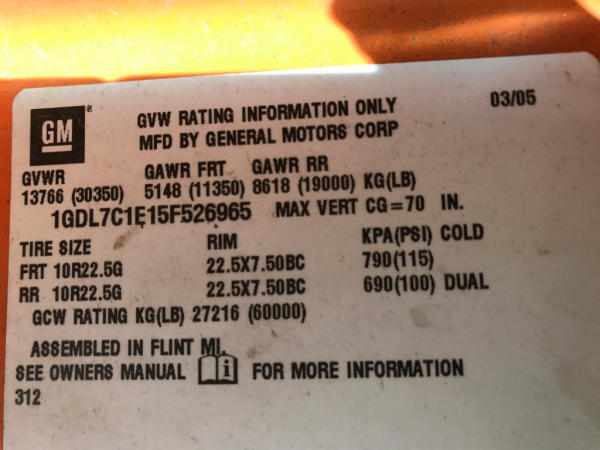 GM ®
GVW RATING INFORMATION ONLY
03/05
MFD BY GENERAL MOTORS CORP
GVWR GAWR FRT GAWR RR
13766 (30350) 5148 (11350) 8618 (19000) KG(LB)
1GDL7C1E15F526965 MAX VERT CG=70 IN.
TIRE SIZE RIM KPA(PSI) COLD
FRT 10R22.5G 22.5X7.50BC 790(115)
RR 10R22.5G 22.5X7.50BC 690(100) DUAL
GCW RATING KG(LB) 27216 (60000)
ASSEMBLED IN FLINT MI.
SEE OWNERS MANUAL i FOR MORE INFORMATION
312